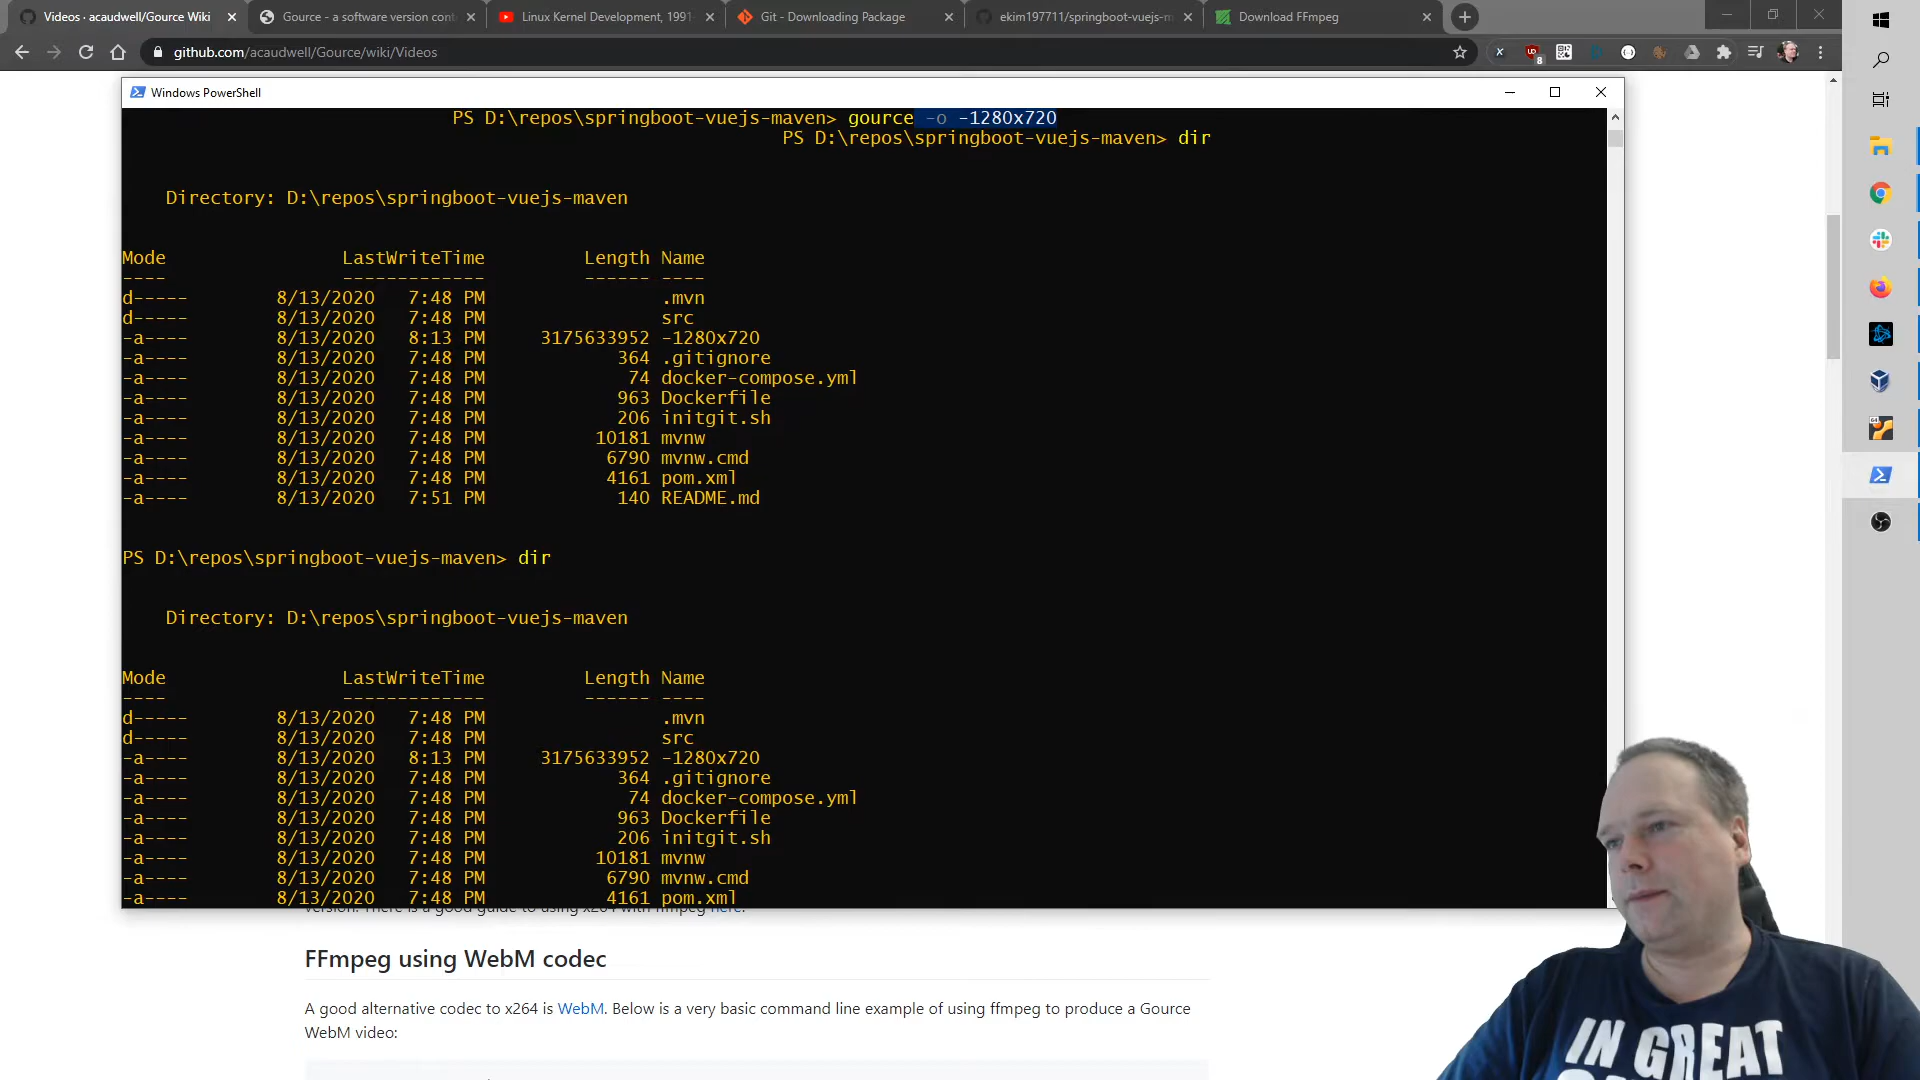 Videos · acaudwell/Gource Wiki
Gource - a software version cont
Linux Kernel Development, 1991
Git - Downloading Package
ekim197711/springboot-vuejs-m
Download FFmpeg
github.com/acaudwell/Gource/wiki/Videos
Windows PowerShell
PS D:\repos\springboot-vuejs-maven> gource -o -1280x720
PS D:\repos\springboot-vuejs-maven> dir
Directory: D:\repos\springboot-vuejs-maven
Mode LastWriteTime Length Name
---- ------------- ------ ----
d----- 8/13/2020 7:48 PM .mvn
d----- 8/13/2020 7:48 PM src
-a---- 8/13/2020 8:13 PM 3175633952 -1280x720
-a---- 8/13/2020 7:48 PM 364 .gitignore
-a---- 8/13/2020 7:48 PM 74 docker-compose.yml
-a---- 8/13/2020 7:48 PM 963 Dockerfile
-a---- 8/13/2020 7:48 PM 206 initgit.sh
-a---- 8/13/2020 7:48 PM 10181 mvnw
-a---- 8/13/2020 7:48 PM 6790 mvnw.cmd
-a---- 8/13/2020 7:48 PM 4161 pom.xml
-a---- 8/13/2020 7:51 PM 140 README.md
PS D:\repos\springboot-vuejs-maven> dir
Directory: D:\repos\springboot-vuejs-maven
Mode LastWriteTime Length Name
---- ------------- ------ ----
d----- 8/13/2020 7:48 PM .mvn
d----- 8/13/2020 7:48 PM src
-a---- 8/13/2020 8:13 PM 3175633952 -1280x720
-a---- 8/13/2020 7:48 PM 364 .gitignore
-a---- 8/13/2020 7:48 PM 74 docker-compose.yml
-a---- 8/13/2020 7:48 PM 963 Dockerfile
-a---- 8/13/2020 7:48 PM 206 initgit.sh
-a---- 8/13/2020 7:48 PM 10181 mvnw
-a---- 8/13/2020 7:48 PM 6790 mvnw.cmd
-a---- 8/13/2020 7:48 PM 4161 pom.xml
version. There is a good guide to using x264 with ffmpeg here.
FFmpeg using WebM codec
A good alternative codec to x264 is WebM. Below is a very basic command line example of using ffmpeg to produce a Gource
WebM video:
IN GREAT